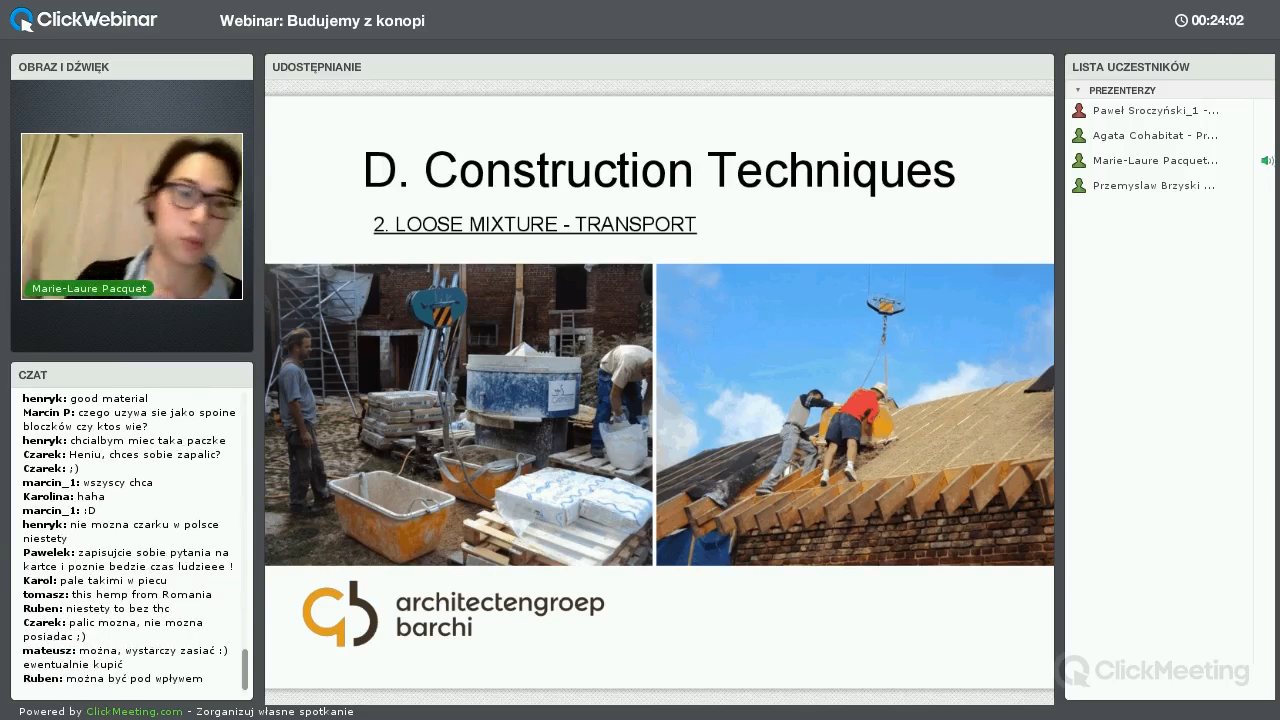 ClickWebinar
Webinar: Budujemy z konopi
00:24:02
OBRAZ I DŹWIĘK
Marie-Laure Pacquet
CZAT
henryk: good material
Marcin P: czego uzywa sie jako spoine
bloczków czy ktos wie?
henryk: chcialbym miec taka paczke
Czarek: Heniu, chces sobie zapalic?
Czarek: ;)
marcin_1: wszyscy chca
Karolina: haha
marcin_1: :D
henryk: nie mozna czarku w polsce
niestety
Pawelek: zapisujcie sobie pytania na
kartce i poznie bedzie czas ludzieee !
Karol: pale takimi w piecu
tomasz: this hemp from Romania
Ruben: niestety to bez thc
Czarek: palic mozna, nie mozna
posiadac ;)
mateusz: można, wystarczy zasiać :)
ewentualnie kupić
Ruben: można być pod wpływem
UDOSTĘPNIANIE
D. Construction Techniques
2. LOOSE MIXTURE - TRANSPORT
architectengroep
barchi
LISTA UCZESTNIKÓW
PREZENTERZY
Paweł Sroczyński_1 -...
Agata Cohabitat - Pr...
Marie-Laure Pacquet...
Przemyslaw Brzyski ...
ClickMeeting
Powered by ClickMeeting.com - Zorganizuj własne spotkanie